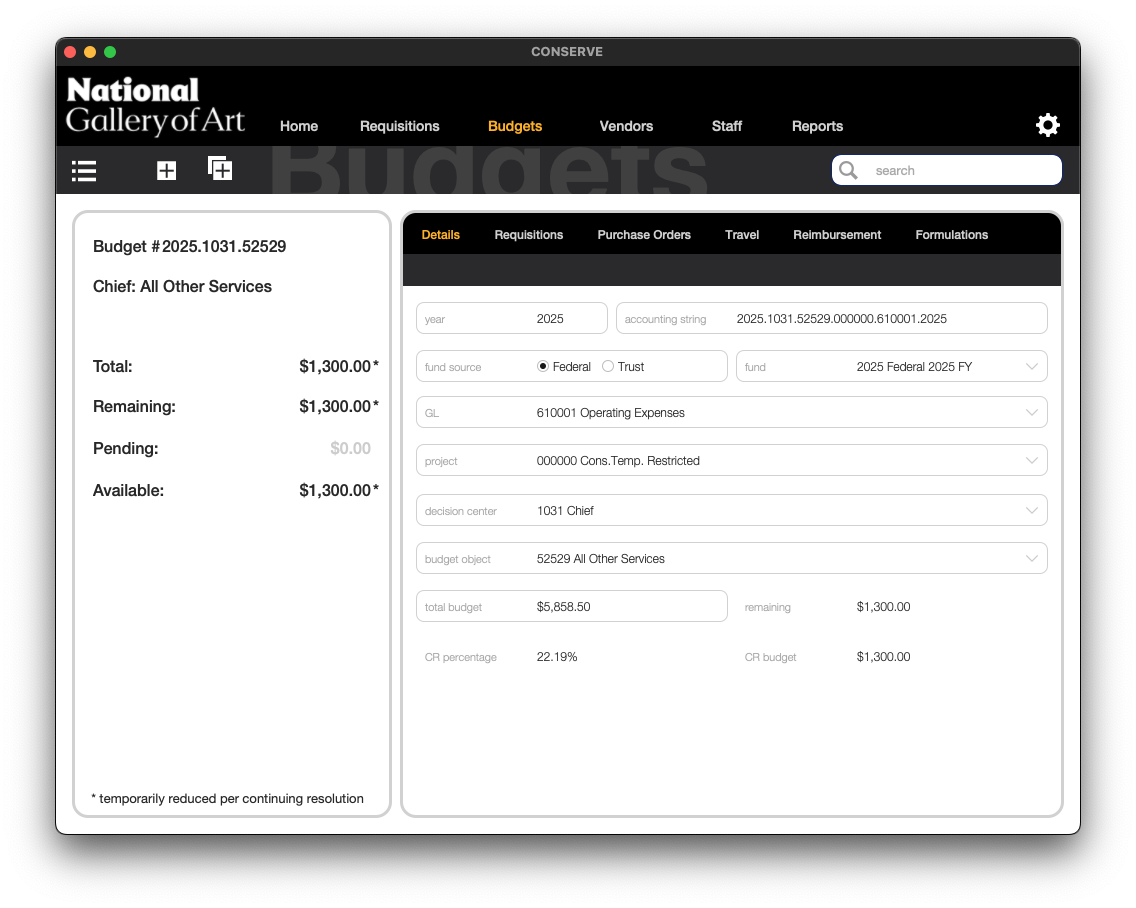 CONSERVE
National
Gallery of Art
Home Requisitions Budgets Vendors Staff Reports
Budgets
search
Budget # 2025.1031.52529
Chief: All Other Services
Total: $1,300.00*
Remaining: $1,300.00*
Pending: $0.00
Available: $1,300.00*
* temporarily reduced per continuing resolution
Details Requisitions Purchase Orders Travel Reimbursement Formulations
year 2025 accounting string 2025.1031.52529.000000.610001.2025
fund source Federal Trust fund 2025 Federal 2025 FY
GL 610001 Operating Expenses
project 000000 Cons.Temp. Restricted
decision center 1031 Chief
budget object 52529 All Other Services
total budget $5,858.50 remaining $1,300.00
CR percentage 22.19% CR budget $1,300.00